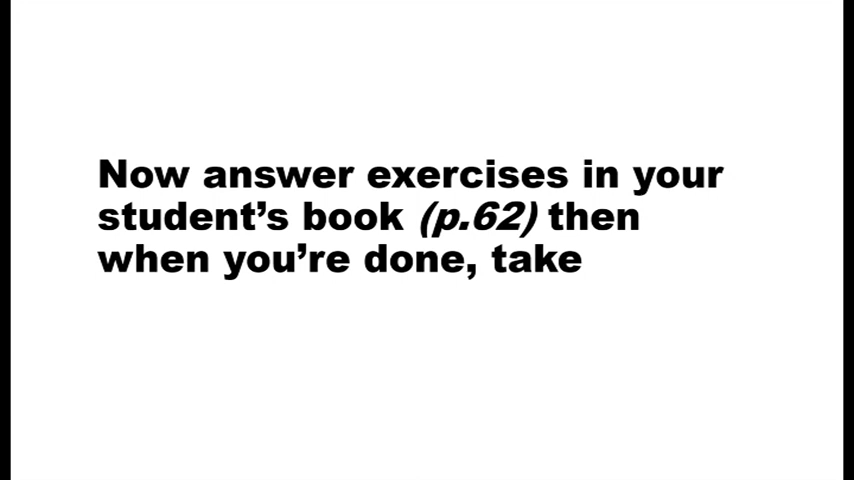 Now answer exercises in your
student’s book (p.62) then
when you’re done, take